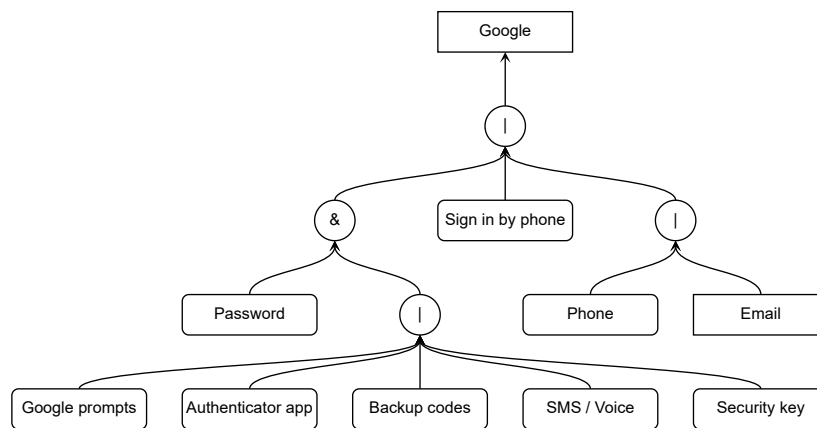 Google
|
&
Sign in by phone
|
Password
|
Phone
Email
Google prompts
Authenticator app
Backup codes
SMS / Voice
Security key